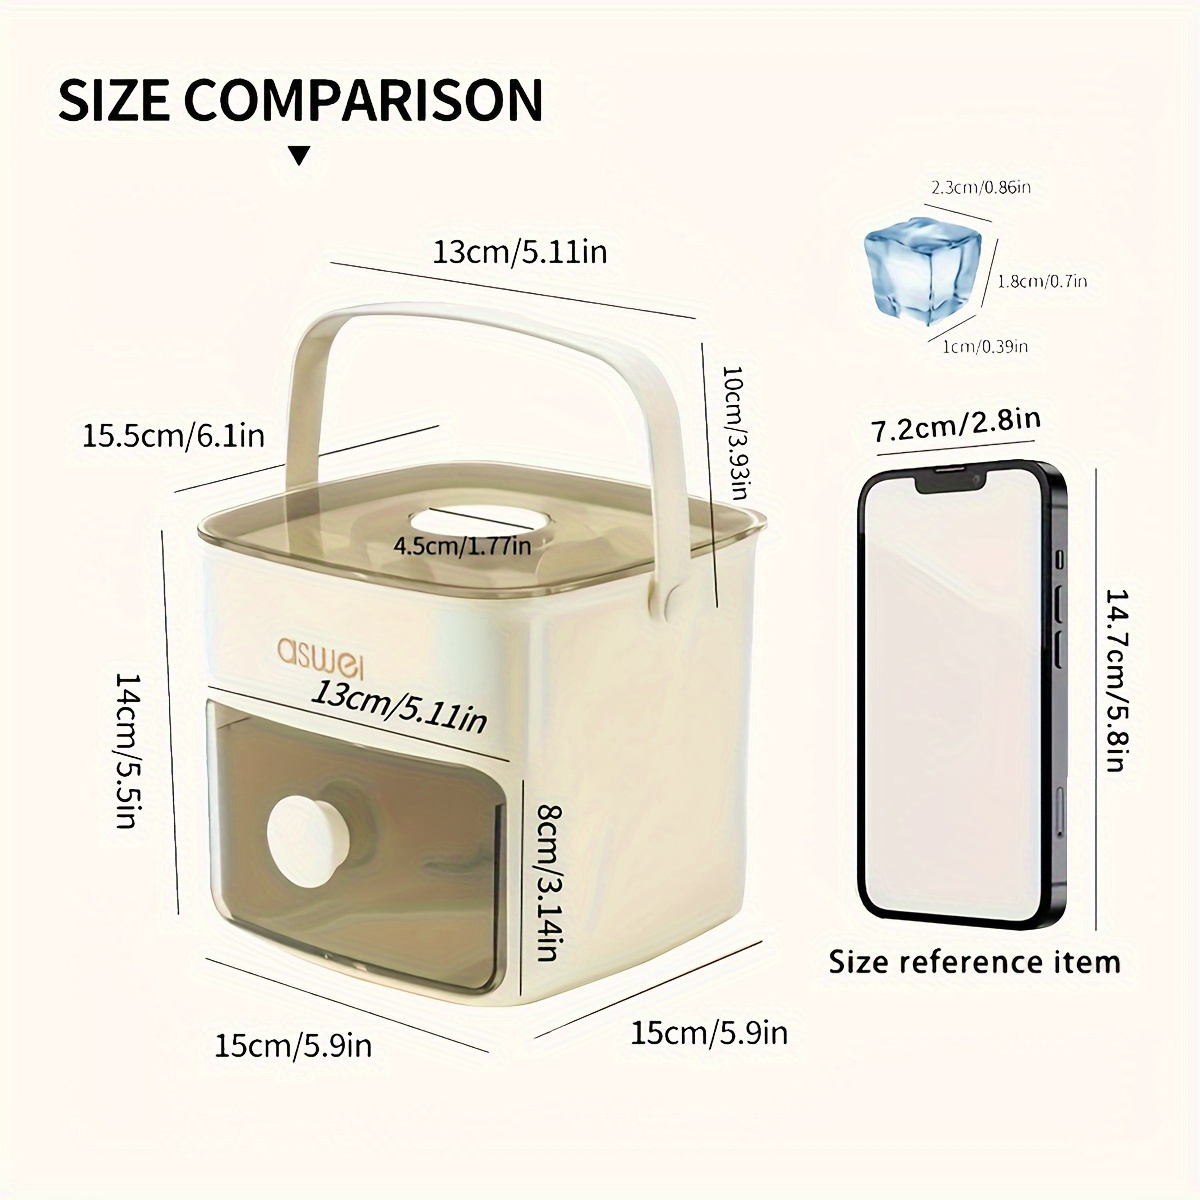 SIZE COMPARISON
2.3cm/0.86in
1.8cm/0.7in
1cm/0.39in
13cm/5.11in
10cm/3.93in
15.5cm/6.1in
4.5cm/1.77in
7.2cm/2.8in
14.7cm/5.8in
aswei
13cm/5.11in
14cm/5.5in
8cm/3.14in
Size reference item
15cm/5.9in
15cm/5.9in